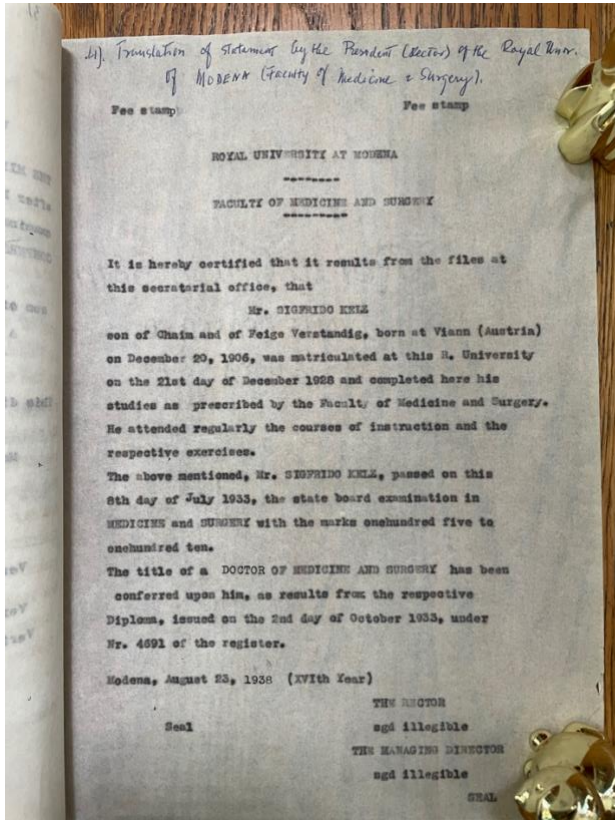 4). Translation of statement by the President (Rector) of the Royal Univ.
of MODENA (Faculty of Medicine & Surgery).
Fee stamp Fee stamp
ROYAL UNIVERSITY AT MODENA
--------
FACULTY OF MEDICINE AND SURGERY
----------
It is hereby certified that it results from the files at
this secretarial office, that
Mr. SIGFRIDO KELZ
son of Chaim and of Feige Verstandig, born at Viann (Austria)
on December 20, 1906, was matriculated at this R. University
on the 21st day of December 1928 and completed here his
studies as prescribed by the Faculty of Medicine and Surgery.
He attended regularly the courses of instruction and the
respective exercises.
The above mentioned, Mr. SIGFRIDO KELZ, passed on this
8th day of July 1933, the state board examination in
MEDICINE and SURGERY with the marks onehundred five to
onehundred ten.
The title of a DOCTOR OF MEDICINE AND SURGERY has been
conferred upon him, as results from the respective
Diploma, issued on the 2nd day of October 1933, under
Nr. 4691 of the register.
Modena, August 23, 1938 (XVIth Year)
THE RECTOR
Seal sgd illegible
THE MANAGING DIRECTOR
sgd illegible
SEAL